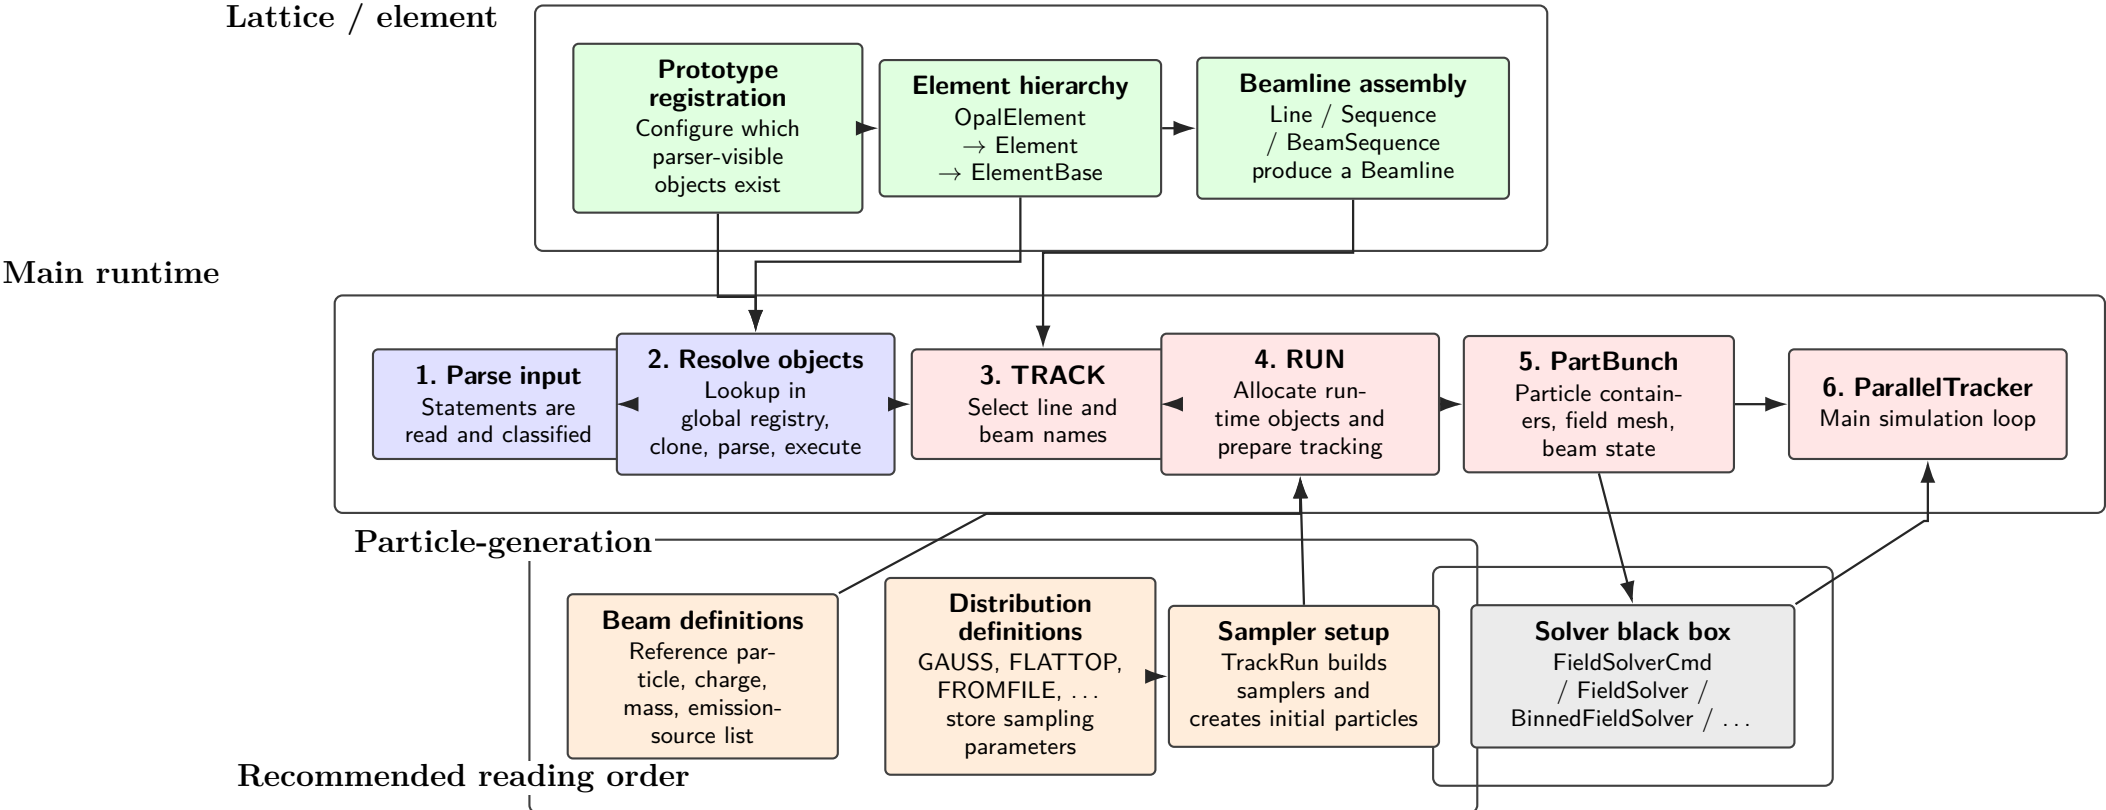 Lattice / element
Prototype
registration
Configure which
parser-visible
objects exist
Element hierarchy
OpalElement
→ Element
→ ElementBase
Beamline assembly
Line / Sequence
/ BeamSequence
produce a Beamline
Main runtime
1. Parse input
Statements are
read and classified
2. Resolve objects
Lookup in
global registry,
clone, parse, execute
3. TRACK
Select line and
beam names
4. RUN
Allocate run-
time objects and
prepare tracking
5. PartBunch
Particle contain-
ers, field mesh,
beam state
6. ParallelTracker
Main simulation loop
Particle-generation
Beam definitions
Reference par-
ticle, charge,
mass, emission-
source list
Distribution
definitions
GAUSS, FLATTOP,
FROMFILE, ...
store sampling
parameters
Sampler setup
TrackRun builds
samplers and
creates initial particles
Solver black box
FieldSolverCmd
/ FieldSolver /
BinnedFieldSolver / ...
Recommended reading order